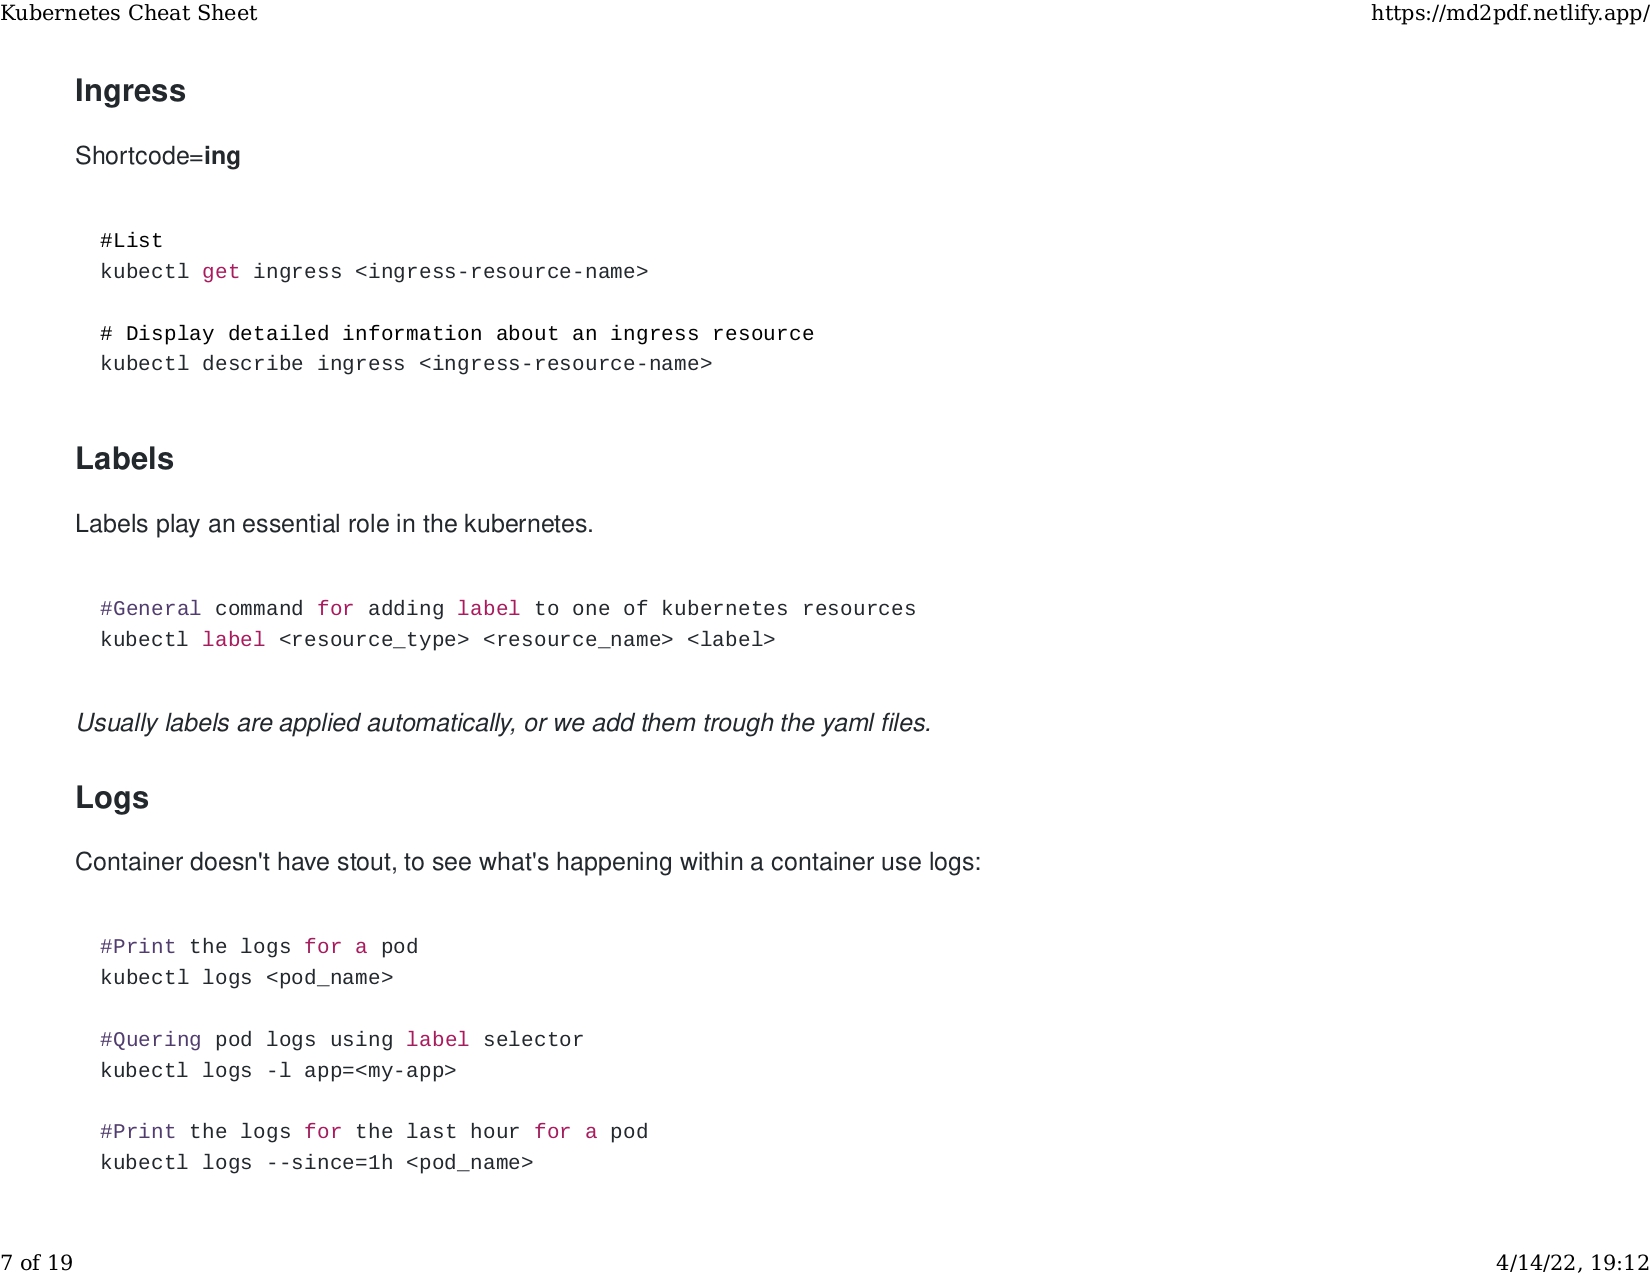 Kubernetes Cheat Sheet https://md2pdf.netlify.app/
Ingress
Shortcode=ing
#List
kubectl get ingress <ingress-resource-name>
# Display detailed information about an ingress resource
kubectl describe ingress <ingress-resource-name>
Labels
Labels play an essential role in the kubernetes.
#General command for adding label to one of kubernetes resources
kubectl label <resource_type> <resource_name> <label>
Usually labels are applied automatically, or we add them trough the yaml files.
Logs
Container doesn't have stout, to see what's happening within a container use logs:
#Print the logs for a pod
kubectl logs <pod_name>
#Quering pod logs using label selector
kubectl logs -l app=<my-app>
#Print the logs for the last hour for a pod
kubectl logs --since=1h <pod_name>
7 of 19 4/14/22, 19:12